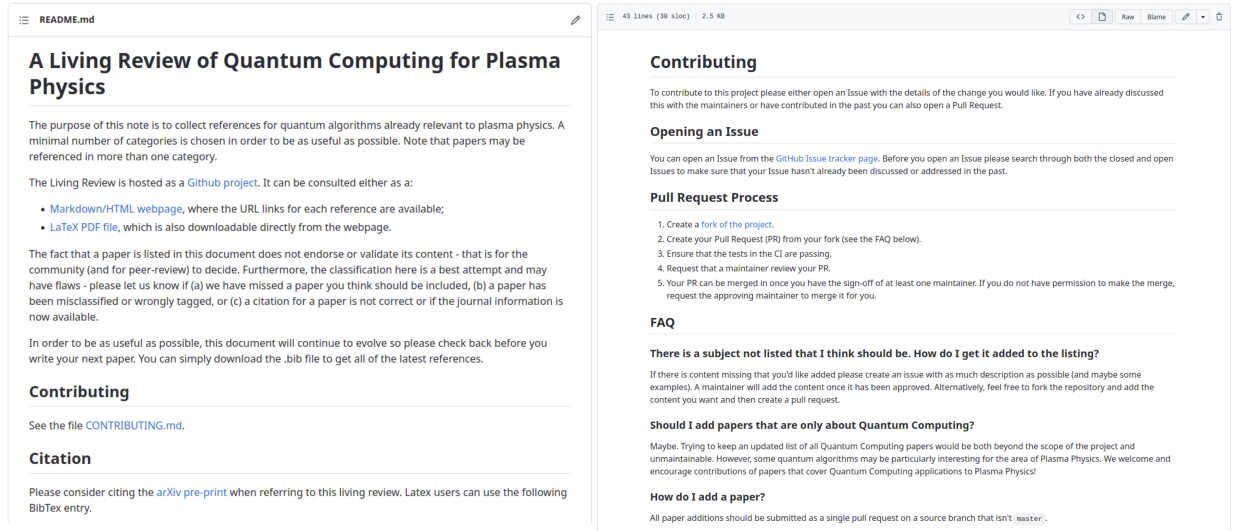 README.md
A Living Review of Quantum Computing for Plasma
Physics
The purpose of this note is to collect references for quantum algorithms already relevant to plasma physics. A
minimal number of categories is chosen in order to be as useful as possible. Note that papers may be
referenced in more than one category.
The Living Review is hosted as a Github project. It can be consulted either as a:
• Markdown/HTML webpage, where the URL links for each reference are available;
• LaTeX PDF file, which is also downloadable directly from the webpage.
The fact that a paper is listed in this document does not endorse or validate its content - that is for the
community (and for peer-review) to decide. Furthermore, the classification here is a best attempt and may
have flaws - please let us know if (a) we have missed a paper you think should be included, (b) a paper has
been misclassified or wrongly tagged, or (c) a citation for a paper is not correct or if the journal information is
now available.
In order to be as useful as possible, this document will continue to evolve so please check back before you
write your next paper. You can simply download the .bib file to get all of the latest references.
Contributing
See the file CONTRIBUTING.md.
Citation
Please consider citing the arXiv pre-print when referring to this living review. Latex users can use the following
BibTex entry.
43 lines (30 sloc) 2.5 KB
Raw Blame
Contributing
To contribute to this project please either open an Issue with the details of the change you would like. If you have already discussed
this with the maintainers or have contributed in the past you can also open a Pull Request.
Opening an Issue
You can open an Issue from the GitHub Issue tracker page. Before you open an Issue please search through both the closed and open
Issues to make sure that your Issue hasn't already been discussed or addressed in the past.
Pull Request Process
1. Create a fork of the project.
2. Create your Pull Request (PR) from your fork (see the FAQ below).
3. Ensure that the tests in the CI are passing.
4. Request that a maintainer review your PR.
5. Your PR can be merged in once you have the sign-off of at least one maintainer. If you do not have permission to make the merge,
request the approving maintainer to merge it for you.
FAQ
There is a subject not listed that I think should be. How do I get it added to the listing?
If there is content missing that you'd like added please create an issue with as much description as possible (and maybe some
examples). A maintainer will add the content once it has been approved. Alternatively, feel free to fork the repository and add the
content you want and then create a pull request.
Should I add papers that are only about Quantum Computing?
Maybe. Trying to keep an updated list of all Quantum Computing papers would be both beyond the scope of the project and
unmaintainable. However, some quantum algorithms may be particularly interesting for the area of Plasma Physics. We welcome and
encourage contributions of papers that cover Quantum Computing applications to Plasma Physics!
How do I add a paper?
All paper additions should be submitted as a single pull request on a source branch that isn't master.